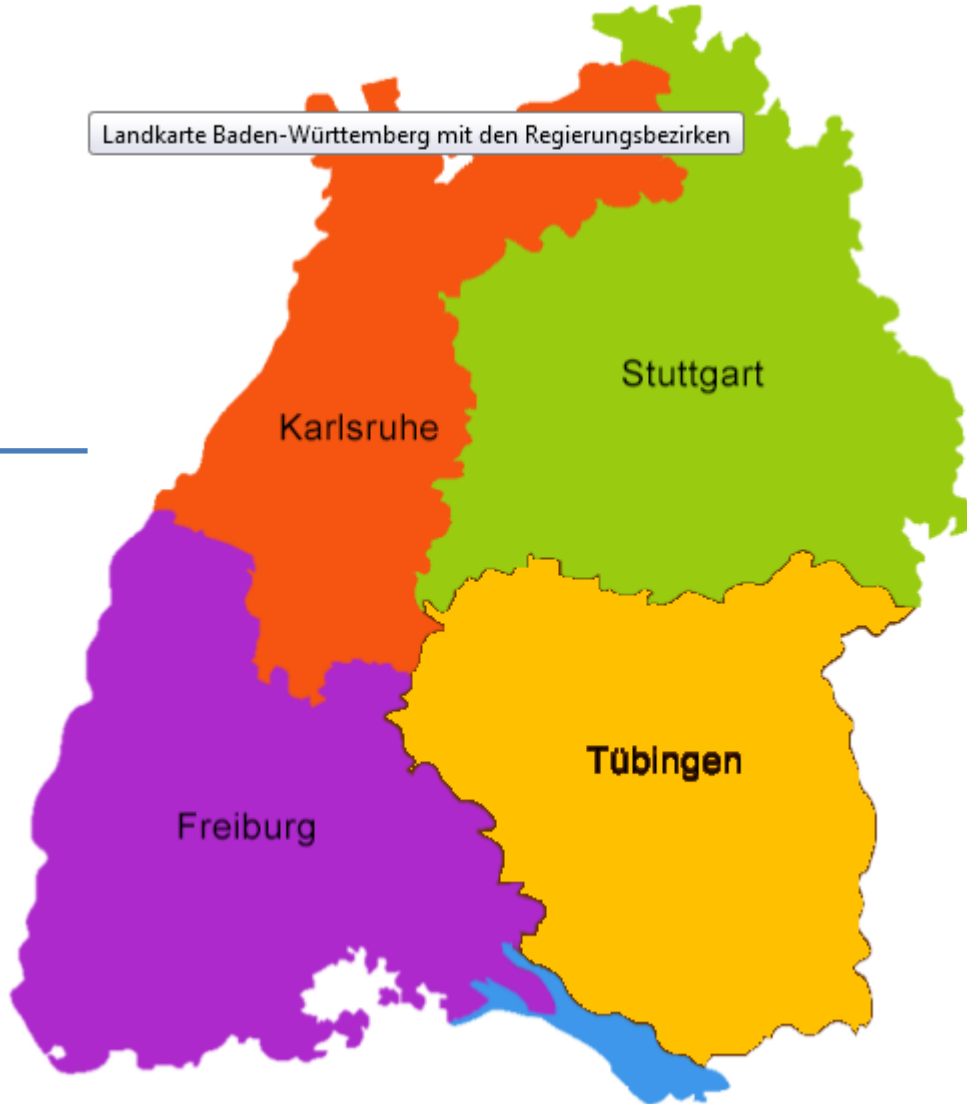 Landkarte Baden-Württemberg mit den Regierungsbezirken
Stuttgart
Karlsruhe
Tübingen
Freiburg